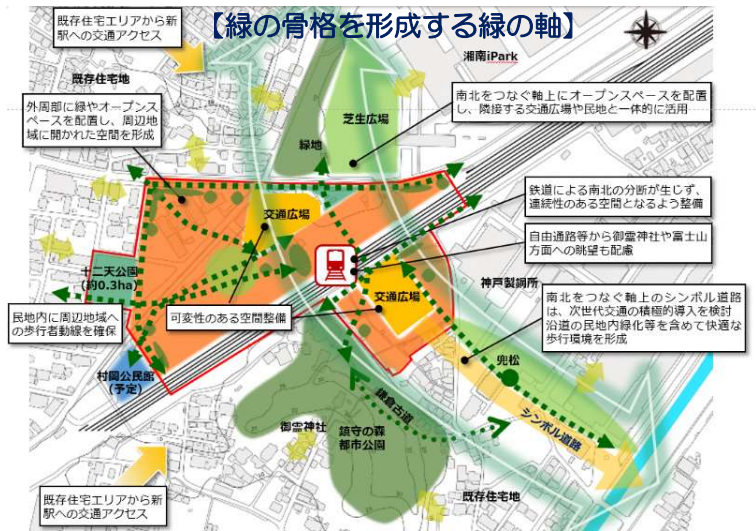 【緑の骨格を形成する緑の軸】
既存住宅エリアから新
駅への交通アクセス
湘南iPark
既存住宅地
外周部に緑やオープンス
ペースを配置し、周辺地
域に開かれた空間を形成
南北をつなぐ軸上にオープンスペースを配置
し、隣接する交通広場や民地と一体的に活用
芝生広場
緑地
鉄道による南北の分断が生じず、
連続性のある空間となるよう整備
交通広場
自由通路等から御霊神社や富士山
方面への眺望も配慮
十二天公園
(約0.3ha)
神戸製鋼所
交通広場
民地内に周辺地域へ
の歩行者動線を確保
可変性のある空間整備
南北をつなぐ軸上のシンボル道路
は、次世代交通の積極的導入を検討
沿道の民地内緑化等を含めて快適な
歩行環境を形成
村岡公民館
(予定)
兜松
鎌倉古道
御霊神社
鎮守の森
都市公園
シンボル道路
既存住宅地
既存住宅エリアから新
駅への交通アクセス